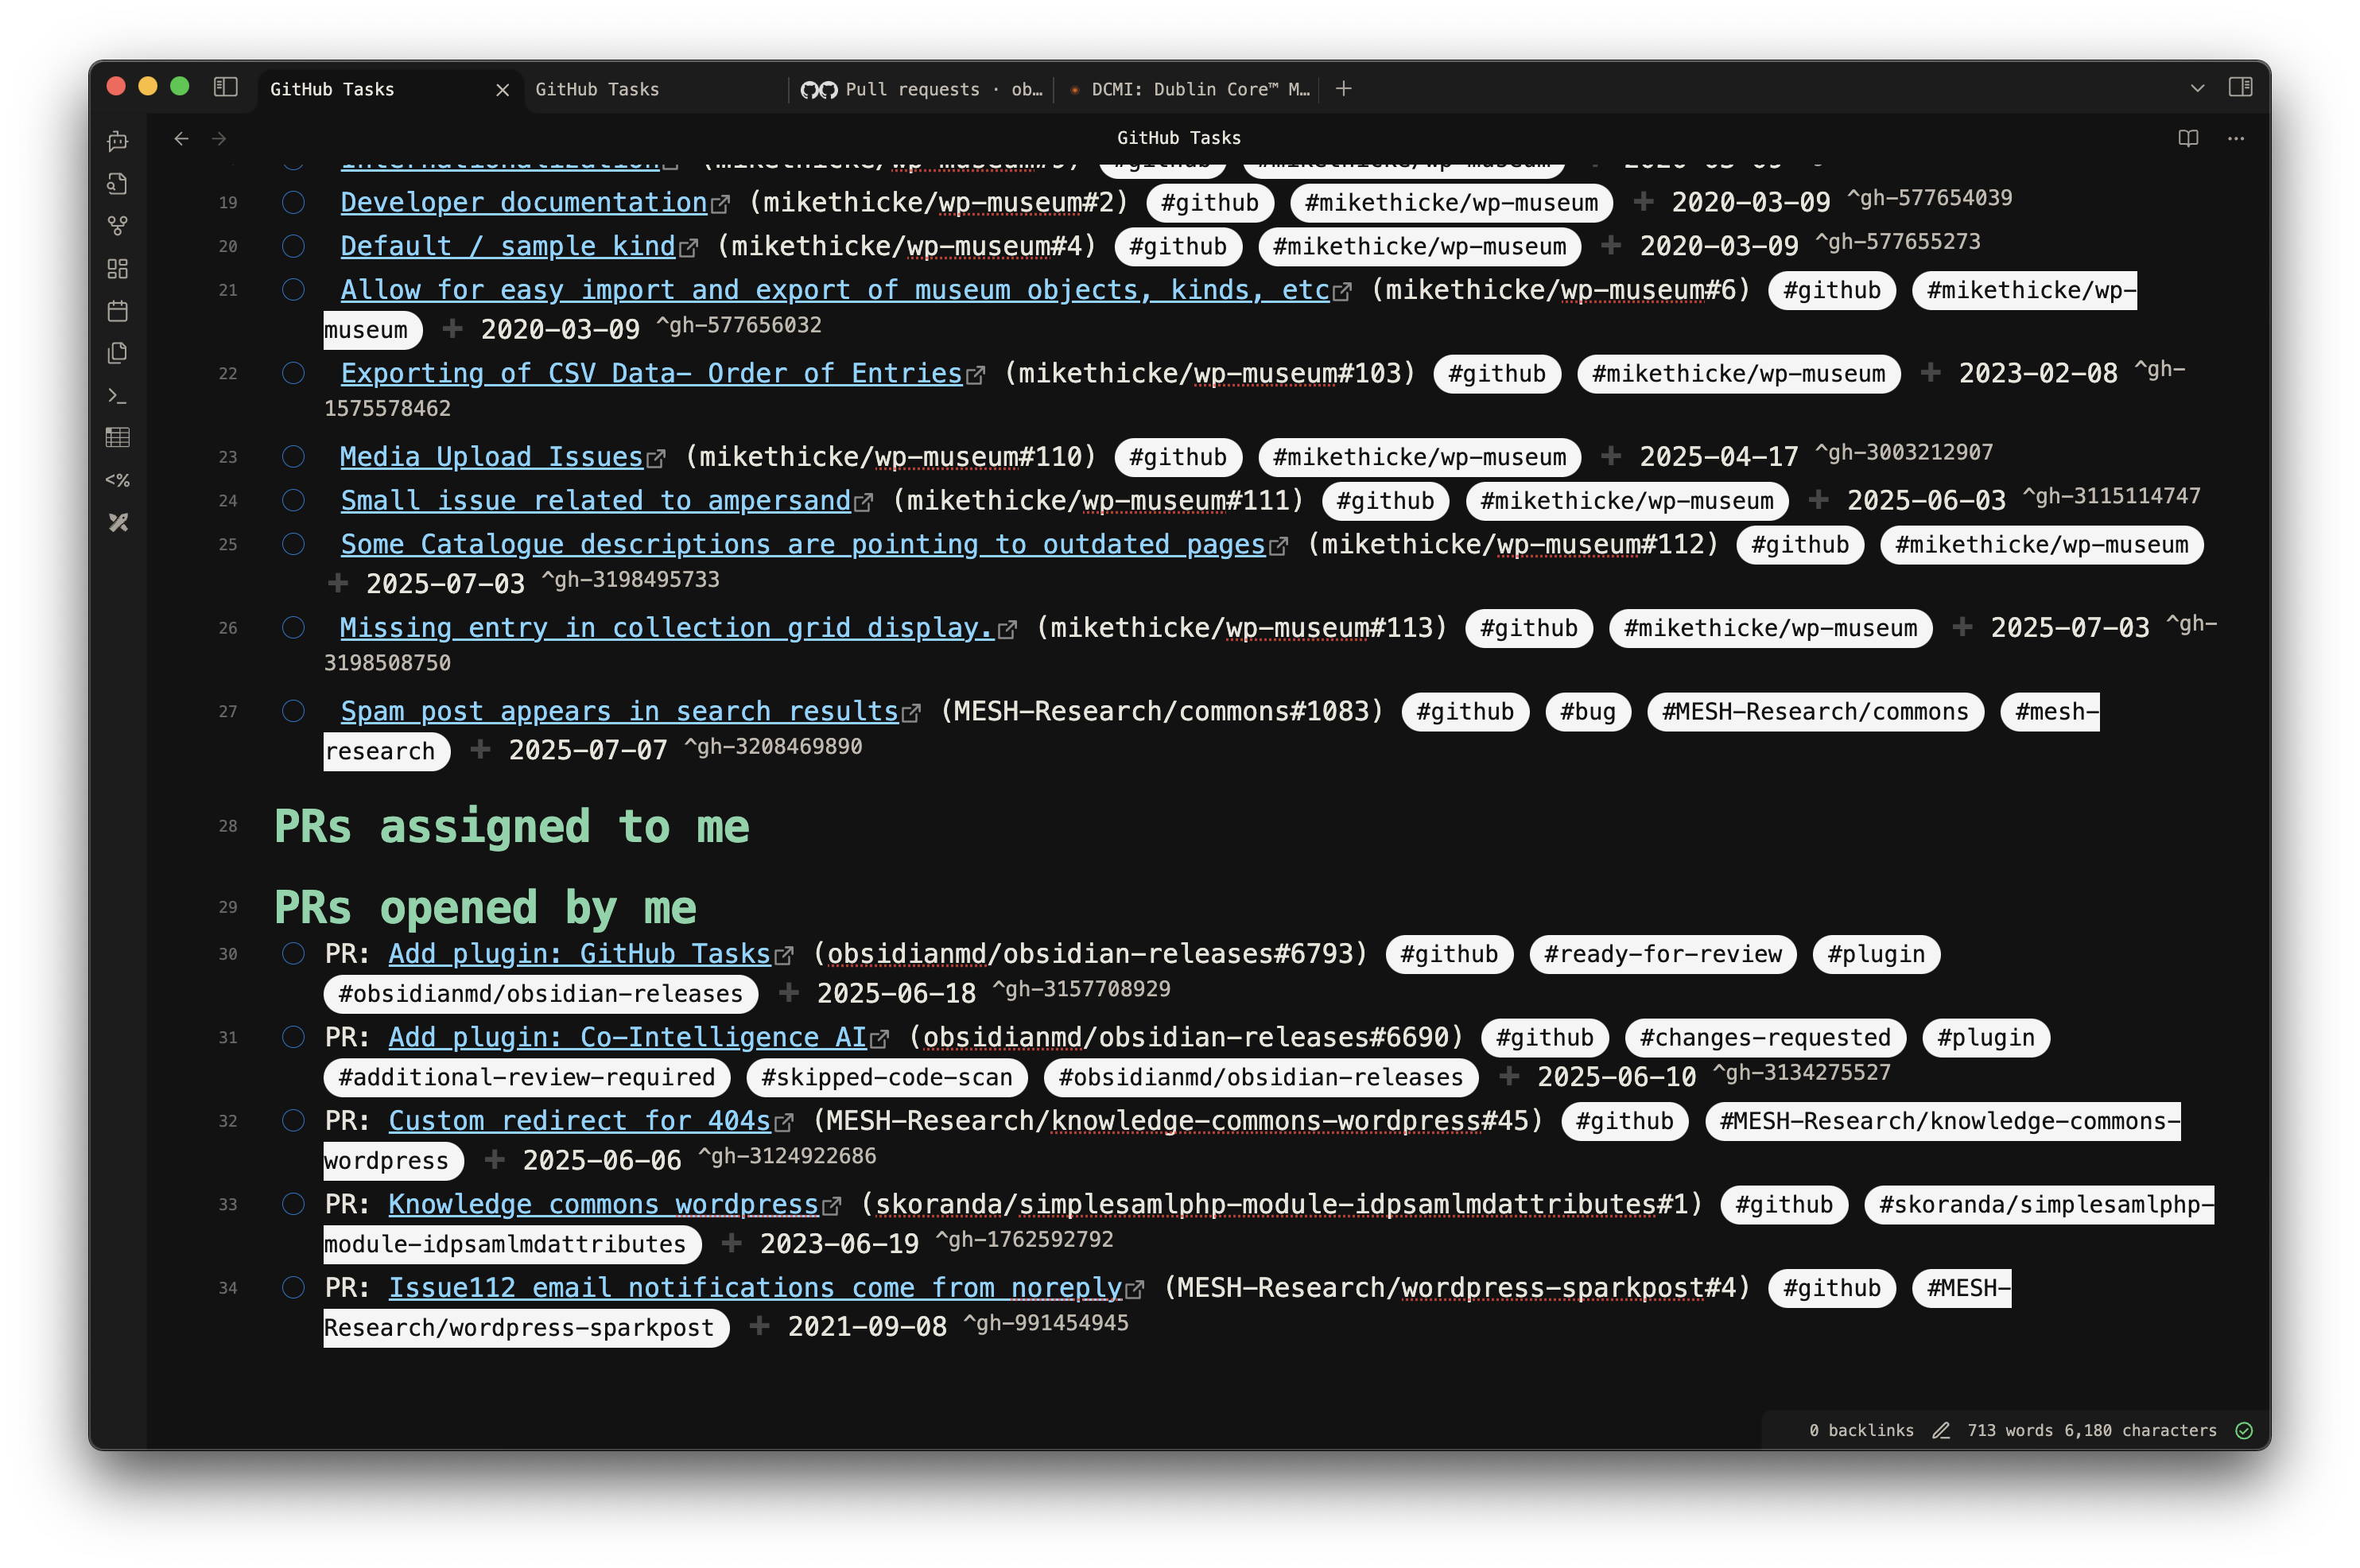 GitHub Tasks
GitHub Tasks
Pull requests · ob…
DCMI: Dublin Core™ M…
GitHub Tasks
Internationalization (mikethicke/wp-museum#3) #github #mikethicke/wp-museum
19 Developer documentation (mikethicke/wp-museum#2) #github #mikethicke/wp-museum ➕ 2020-03-09 ^gh-577654039
20 Default / sample kind (mikethicke/wp-museum#4) #github #mikethicke/wp-museum ➕ 2020-03-09 ^gh-577655273
21 Allow for easy import and export of museum objects, kinds, etc (mikethicke/wp-museum#6) #github #mikethicke/wp-
museum ➕ 2020-03-09 ^gh-577656032
22 Exporting of CSV Data- Order of Entries (mikethicke/wp-museum#103) #github #mikethicke/wp-museum ➕ 2023-02-08 ^gh-
1575578462
23 Media Upload Issues (mikethicke/wp-museum#110) #github #mikethicke/wp-museum ➕ 2025-04-17 ^gh-3003212907
24 Small issue related to ampersand (mikethicke/wp-museum#111) #github #mikethicke/wp-museum ➕ 2025-06-03 ^gh-3115114747
25 Some Catalogue descriptions are pointing to outdated pages (mikethicke/wp-museum#112) #github #mikethicke/wp-museum
➕ 2025-07-03 ^gh-3198495733
26 Missing entry in collection grid display. (mikethicke/wp-museum#113) #github #mikethicke/wp-museum ➕ 2025-07-03 ^gh-
3198508750
27 Spam post appears in search results (MESH-Research/commons#1083) #github #bug #MESH-Research/commons #mesh-
research ➕ 2025-07-07 ^gh-3208469890
28 PRs assigned to me
29 PRs opened by me
30 PR: Add plugin: GitHub Tasks (obsidianmd/obsidian-releases#6793) #github #ready-for-review #plugin
#obsidianmd/obsidian-releases ➕ 2025-06-18 ^gh-3157708929
31 PR: Add plugin: Co-Intelligence AI (obsidianmd/obsidian-releases#6690) #github #changes-requested #plugin
#additional-review-required #skipped-code-scan #obsidianmd/obsidian-releases ➕ 2025-06-10 ^gh-3134275527
32 PR: Custom redirect for 404s (MESH-Research/knowledge-commons-wordpress#45) #github #MESH-Research/knowledge-commons-
wordpress ➕ 2025-06-06 ^gh-3124922686
33 PR: Knowledge commons wordpress (skoranda/simplesamlphp-module-idpsamlmdattributes#1) #github #skoranda/simplesamlphp-
module-idpsamlmdattributes ➕ 2023-06-19 ^gh-1762592792
34 PR: Issue112 email notifications come from noreply (MESH-Research/wordpress-sparkpost#4) #github #MESH-
Research/wordpress-sparkpost ➕ 2021-09-08 ^gh-991454945
0 backlinks 713 words 6,180 characters